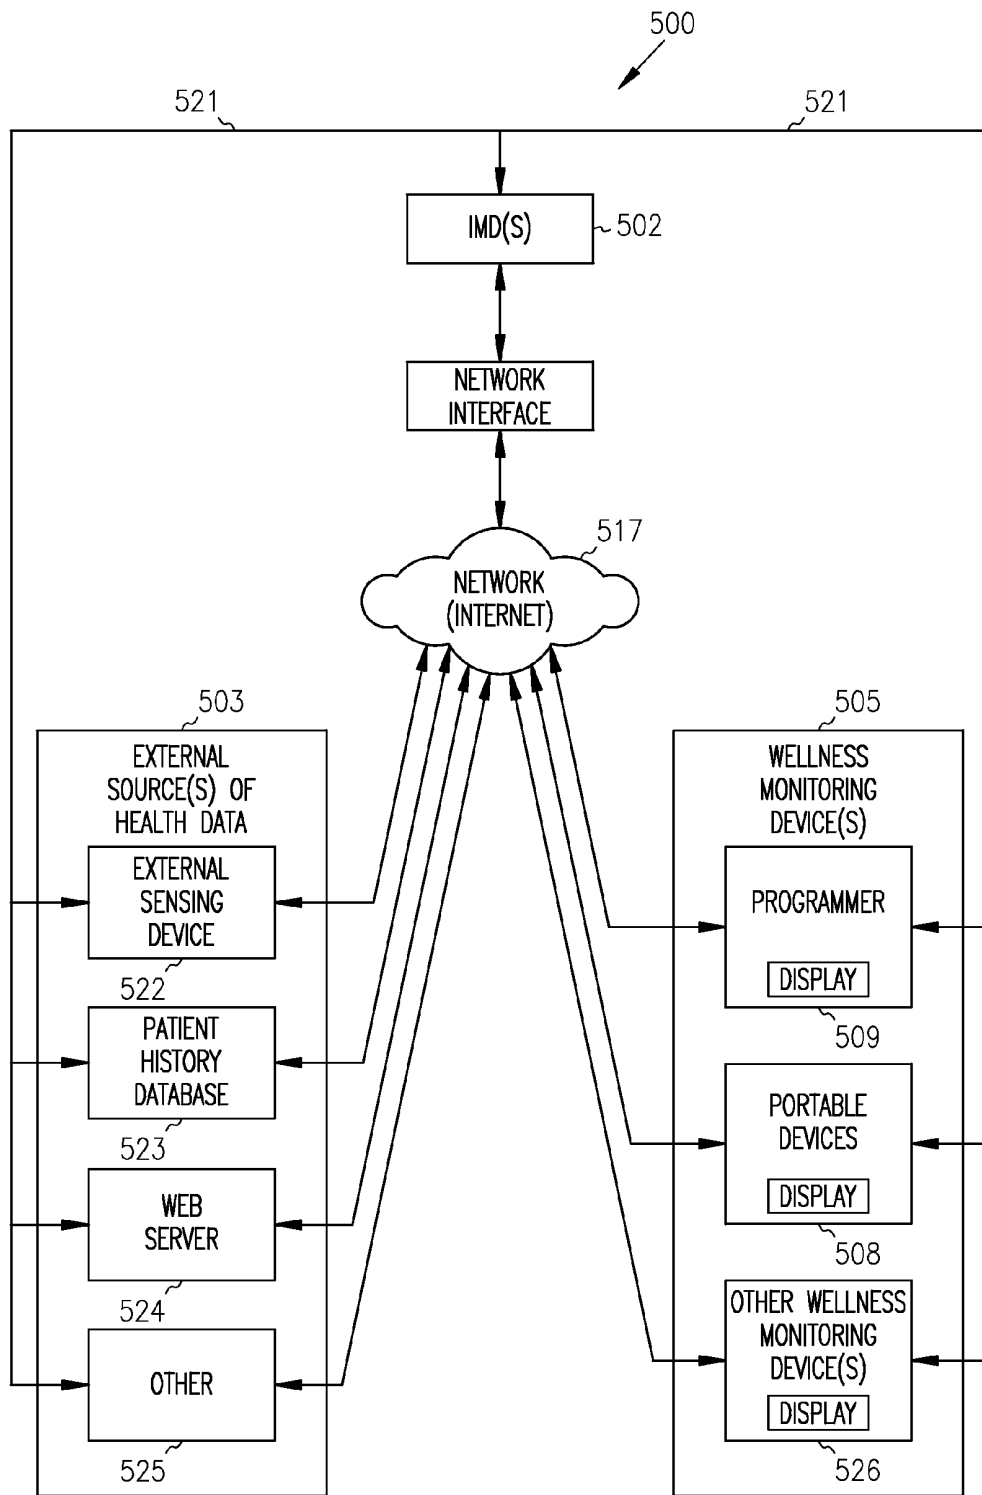 500
521
521
IMD(S)
502
NETWORK
INTERFACE
517
NETWORK
(INTERNET)
503
EXTERNAL
SOURCE(S) OF
HEALTH DATA
EXTERNAL
SENSING
DEVICE
522
PATIENT
HISTORY
DATABASE
523
WEB
SERVER
524
OTHER
525
505
WELLNESS
MONITORING
DEVICE(S)
PROGRAMMER
DISPLAY
509
PORTABLE
DEVICES
DISPLAY
508
OTHER WELLNESS
MONITORING
DEVICE(S)
DISPLAY
526